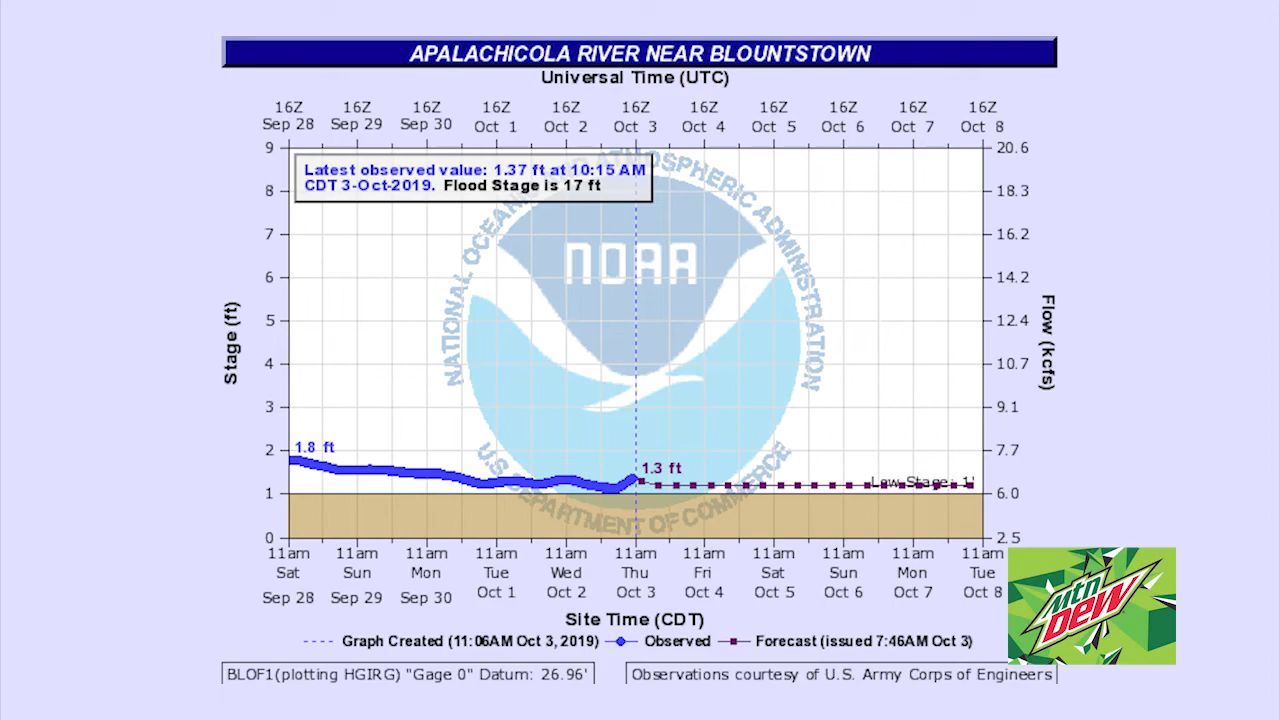 APALACHICOLA RIVER NEAR BLOUNTSTOWN
Universal Time (UTC)
16Z 16Z 16Z 16Z 16Z 16Z 16Z 16Z 16Z 16Z 16Z
Sep 28 Sep 29 Sep 30 Oct 1 Oct 2 Oct 3 Oct 4 Oct 5 Oct 6 Oct 7 Oct 8
9 20.6
Latest observed value: 1.37 ft at 10:15 AM
CDT 3-Oct-2019. Flood Stage is 17 ft
8 18.3
7 16.2
6 14.2
5 12.4
4 10.7
3 9.1
2 7.7
1 6.0
0 2.5
Stage (ft)
Flow (kcfs)
NATIONAL OCEANIC ATMOSPHERIC ADMINISTRATION
NOAA
U.S. DEPARTMENT OF COMMERCE
1.8 ft
1.3 ft
Low Stage: 1'
11am 11am 11am 11am 11am 11am 11am 11am 11am 11am 11am
Sat Sun Mon Tue Wed Thu Fri Sat Sun Mon Tue
Sep 28 Sep 29 Sep 30 Oct 1 Oct 2 Oct 3 Oct 4 Oct 5 Oct 6 Oct 7 Oct 8
Site Time (CDT)
Graph Created (11:06AM Oct 3, 2019) Observed Forecast (issued 7:46AM Oct 3)
BLOF1(plotting HGIRG) "Gage 0" Datum: 26.96'
Observations courtesy of U.S. Army Corps of Engineers
Mtn
Dew